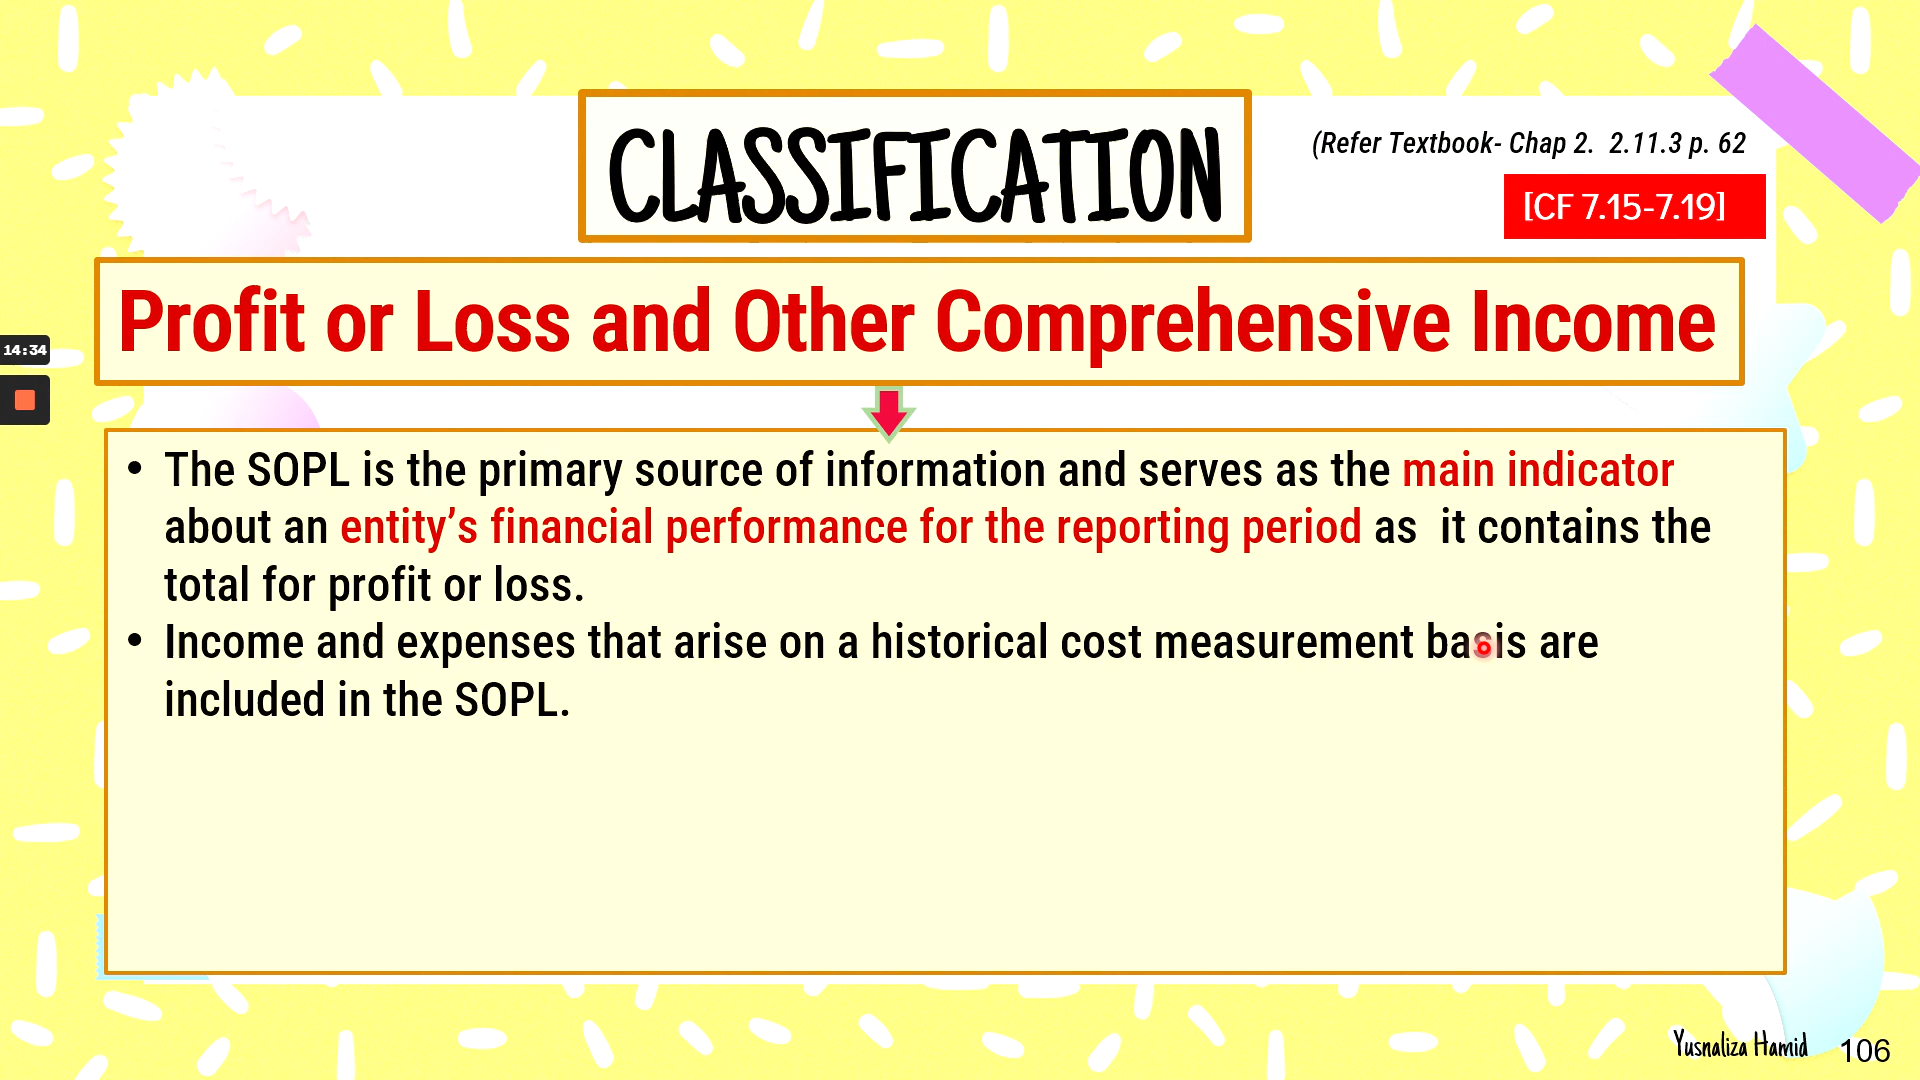 CLASSIFICATION
(Refer Textbook- Chap 2.  2.11.3 p. 62
[CF 7.15-7.19]
Profit or Loss and Other Comprehensive Income
14:34
• The SOPL is the primary source of information and serves as the main indicator
about an entity’s financial performance for the reporting period as  it contains the
total for profit or loss.
• Income and expenses that arise on a historical cost measurement basis are
included in the SOPL.
Yusnaliza Hamid
106